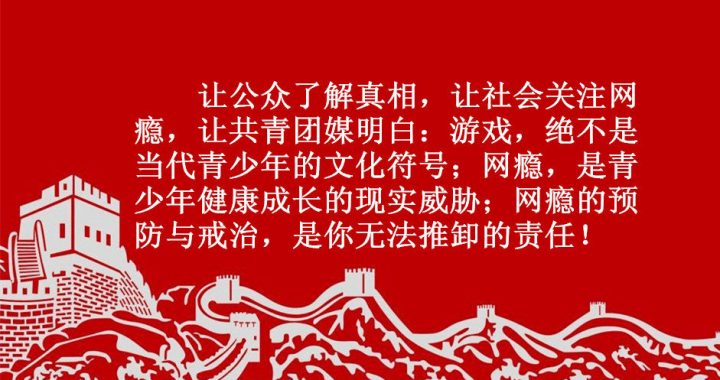 让公众了解真相，让社会关注网
瘾，让共青团媒明白：游戏，绝不是
当代青少年的文化符号；网瘾，是青
少年健康成长的现实威胁；网瘾的预
防与戒治，是你无法推卸的责任！